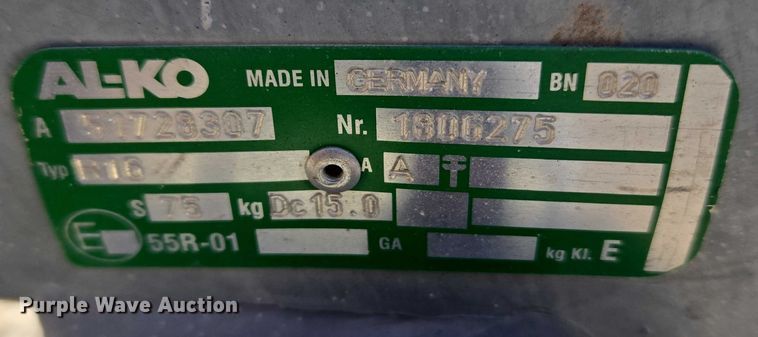 AL-KO MADE IN GERMANY BN 020
A 51728307 Nr. 1606275
Typ R16 A A
S 75 kg Dc 15.0
E 55R-01 GA kg Kl. E
Purple Wave Auction